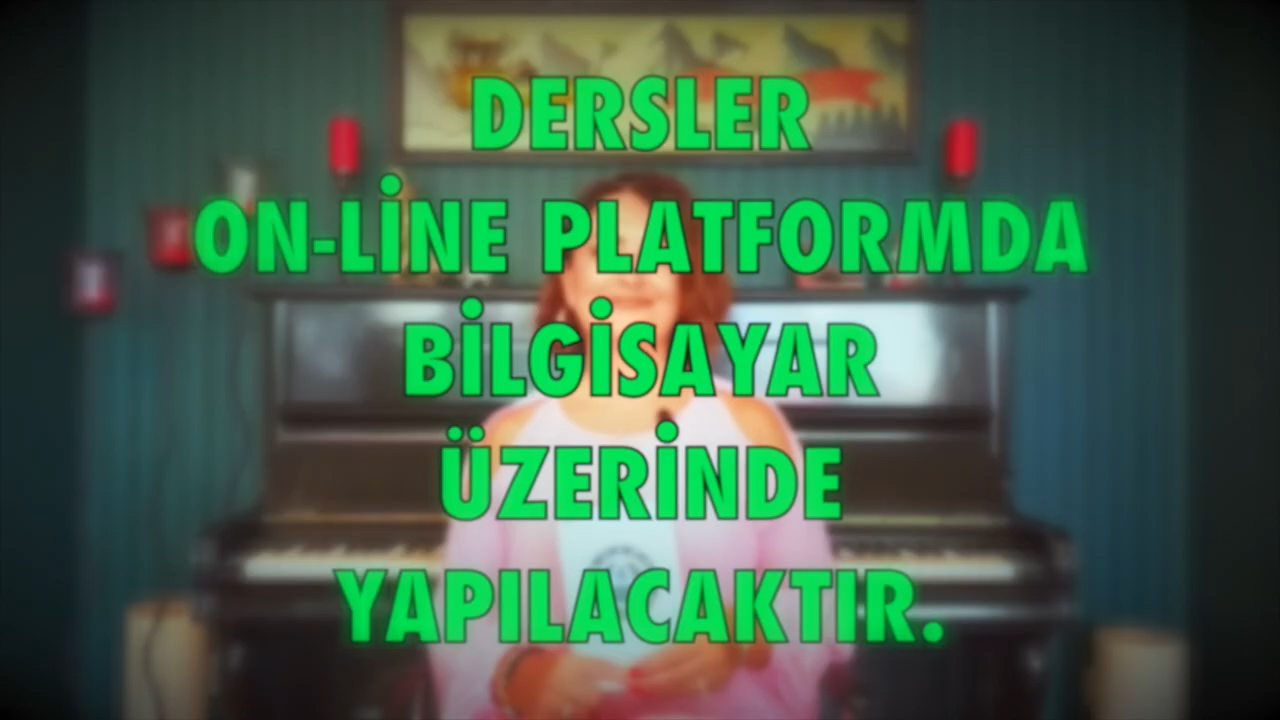 DERSLER
ON-LİNE PLATFORMDA
BİLGİSAYAR
ÜZERİNDE
YAPILACAKTIR.